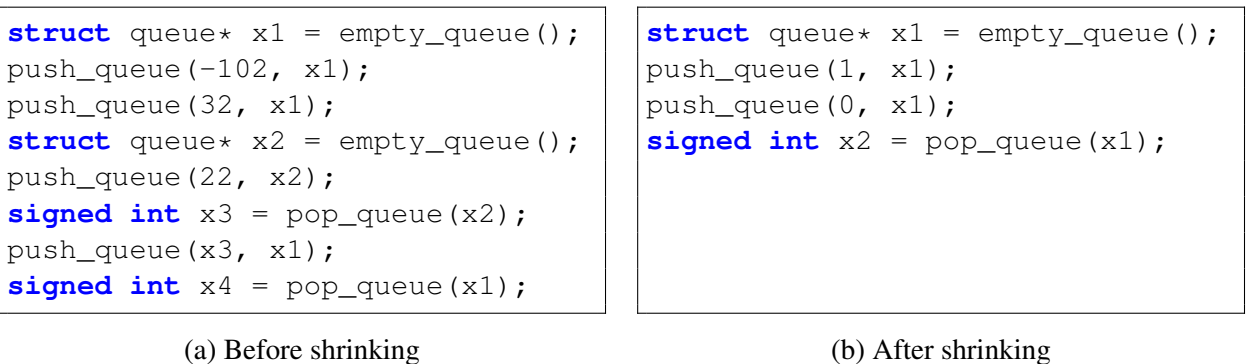 struct queue* x1 = empty_queue();
push_queue(-102, x1);
push_queue(32, x1);
struct queue* x2 = empty_queue();
push_queue(22, x2);
signed int x3 = pop_queue(x2);
push_queue(x3, x1);
signed int x4 = pop_queue(x1);
(a) Before shrinking
struct queue* x1 = empty_queue();
push_queue(1, x1);
push_queue(0, x1);
signed int x2 = pop_queue(x1);
(b) After shrinking